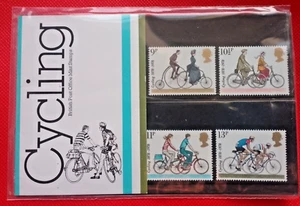 Cycling
British Post Office Mint Stamps
9p
10½p
11p
13p